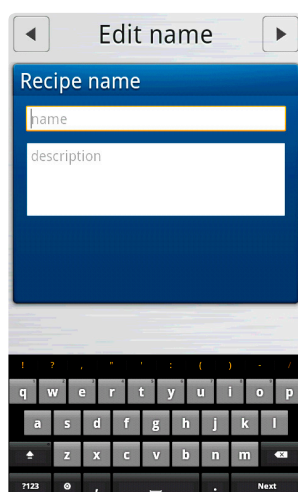 Edit name
Recipe name
name
description
! ? , " ' : ( ) - /
q w e r t y u i o p
a s d f g h j k l
z x c v b n m
?123 , . Next